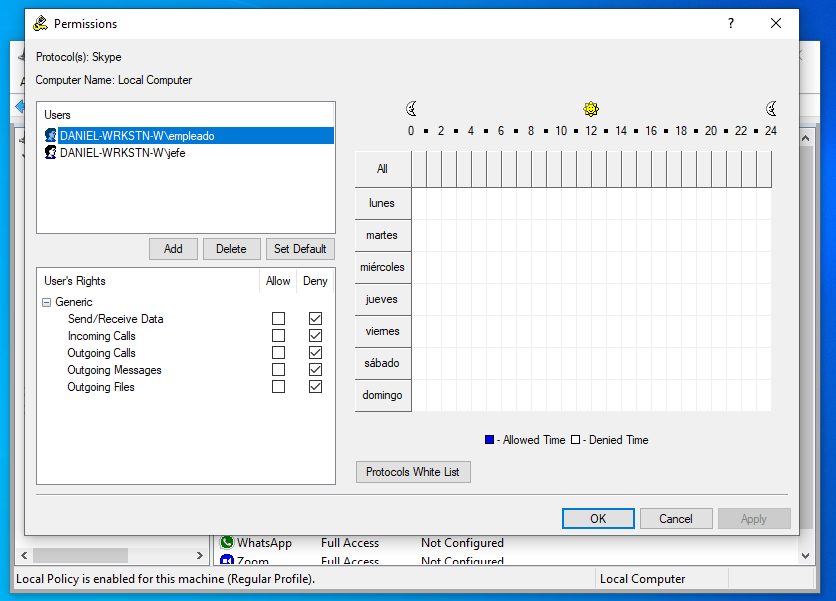 Permissions
?
Protocol(s): Skype
Computer Name: Local Computer
Users
DANIEL-WRKSTN-W\empleado
DANIEL-WRKSTN-W\jefe
Add Delete Set Default
User's Rights Allow Deny
Generic
Send/Receive Data
Incoming Calls
Outgoing Calls
Outgoing Messages
Outgoing Files
0 2 4 6 8 10 12 14 16 18 20 22 24
All
lunes
martes
miércoles
jueves
viernes
sábado
domingo
- Allowed Time - Denied Time
Protocols White List
OK Cancel Apply
WhatsApp Full Access Not Configured
Zoom Full Access Not Configured
Local Policy is enabled for this machine (Regular Profile). Local Computer